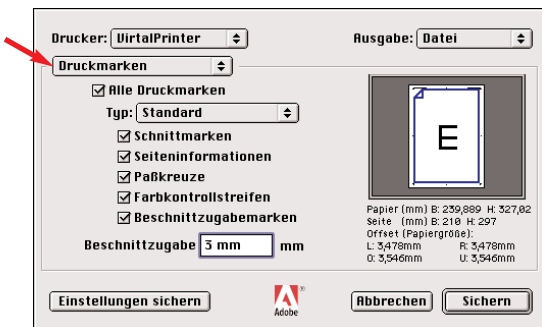 Drucker: VirtalPrinter Ausgabe: Datei
Druckmarken
Alle Druckmarken
Typ: Standard
Schnittmarken
Seiteninformationen
Paßkreuze
Farbkontrollstreifen
Beschnittzugabemarken
Beschnittzugabe 3 mm mm
E
Papier (mm) B: 239,889 H: 327,02
Seite (mm) B: 210 H: 297
Offset (Papiergröße):
L: 3,478mm R: 3,478mm
O: 3,546mm U: 3,546mm
Einstellungen sichern Adobe Abbrechen Sichern